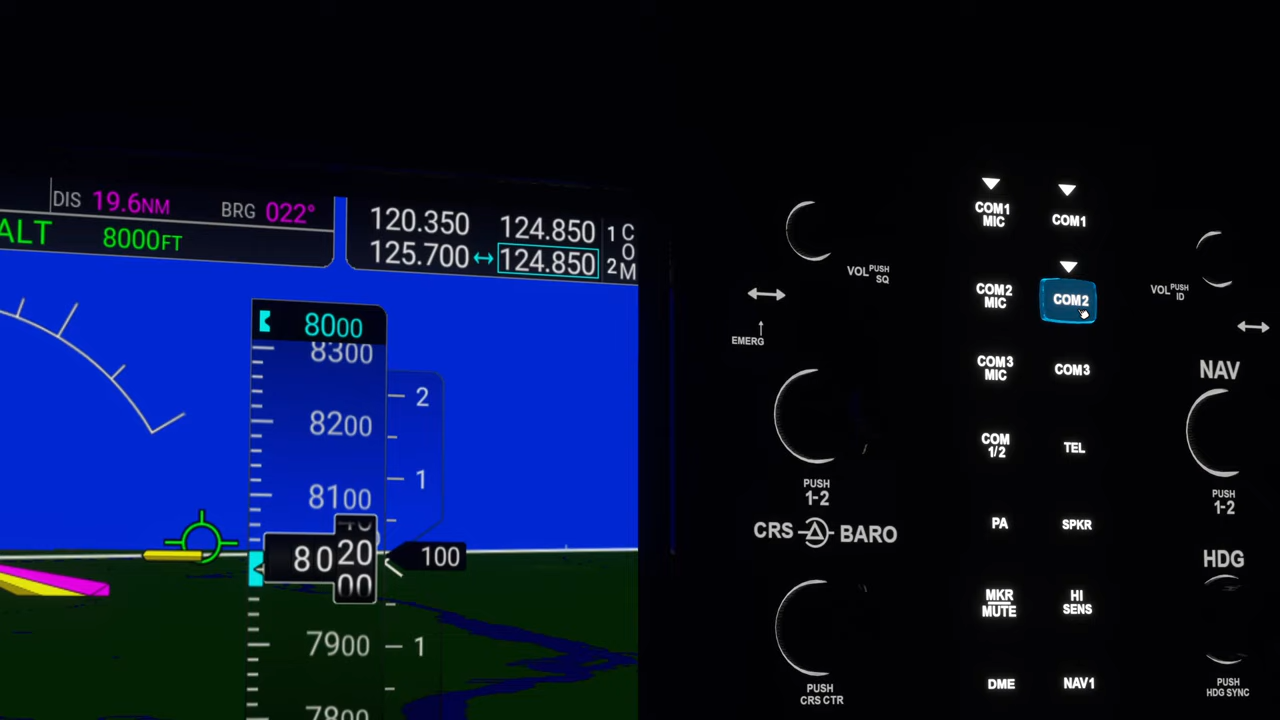 DIS 19.6NM BRG 022°
ALT 8000FT
120.350 124.850 1 C
O
125.700 ↔ 124.850 2 M
8000
8300
8200
8100
8020
00
7900
7800
2
1
100
1
VOL PUSH SQ
↔
↑
EMERG
PUSH
1-2
CRS BARO
PUSH
CRS CTR
COM1
MIC
COM1
COM2
MIC
COM2
COM3
MIC
COM3
COM
1/2
TEL
PA
SPKR
MKR
MUTE
HI
SENS
DME
NAV1
VOL PUSH ID
↔
NAV
PUSH
1-2
HDG
PUSH
HDG SYNC